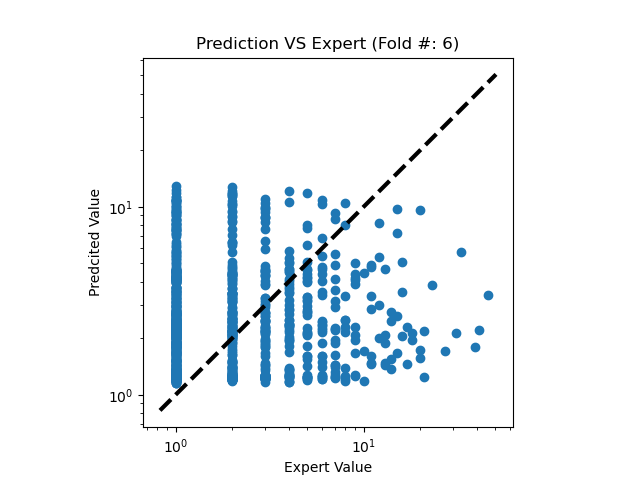 Prediction VS Expert (Fold #: 6)
Predcited Value
10¹
10⁰
10⁰
10¹
Expert Value